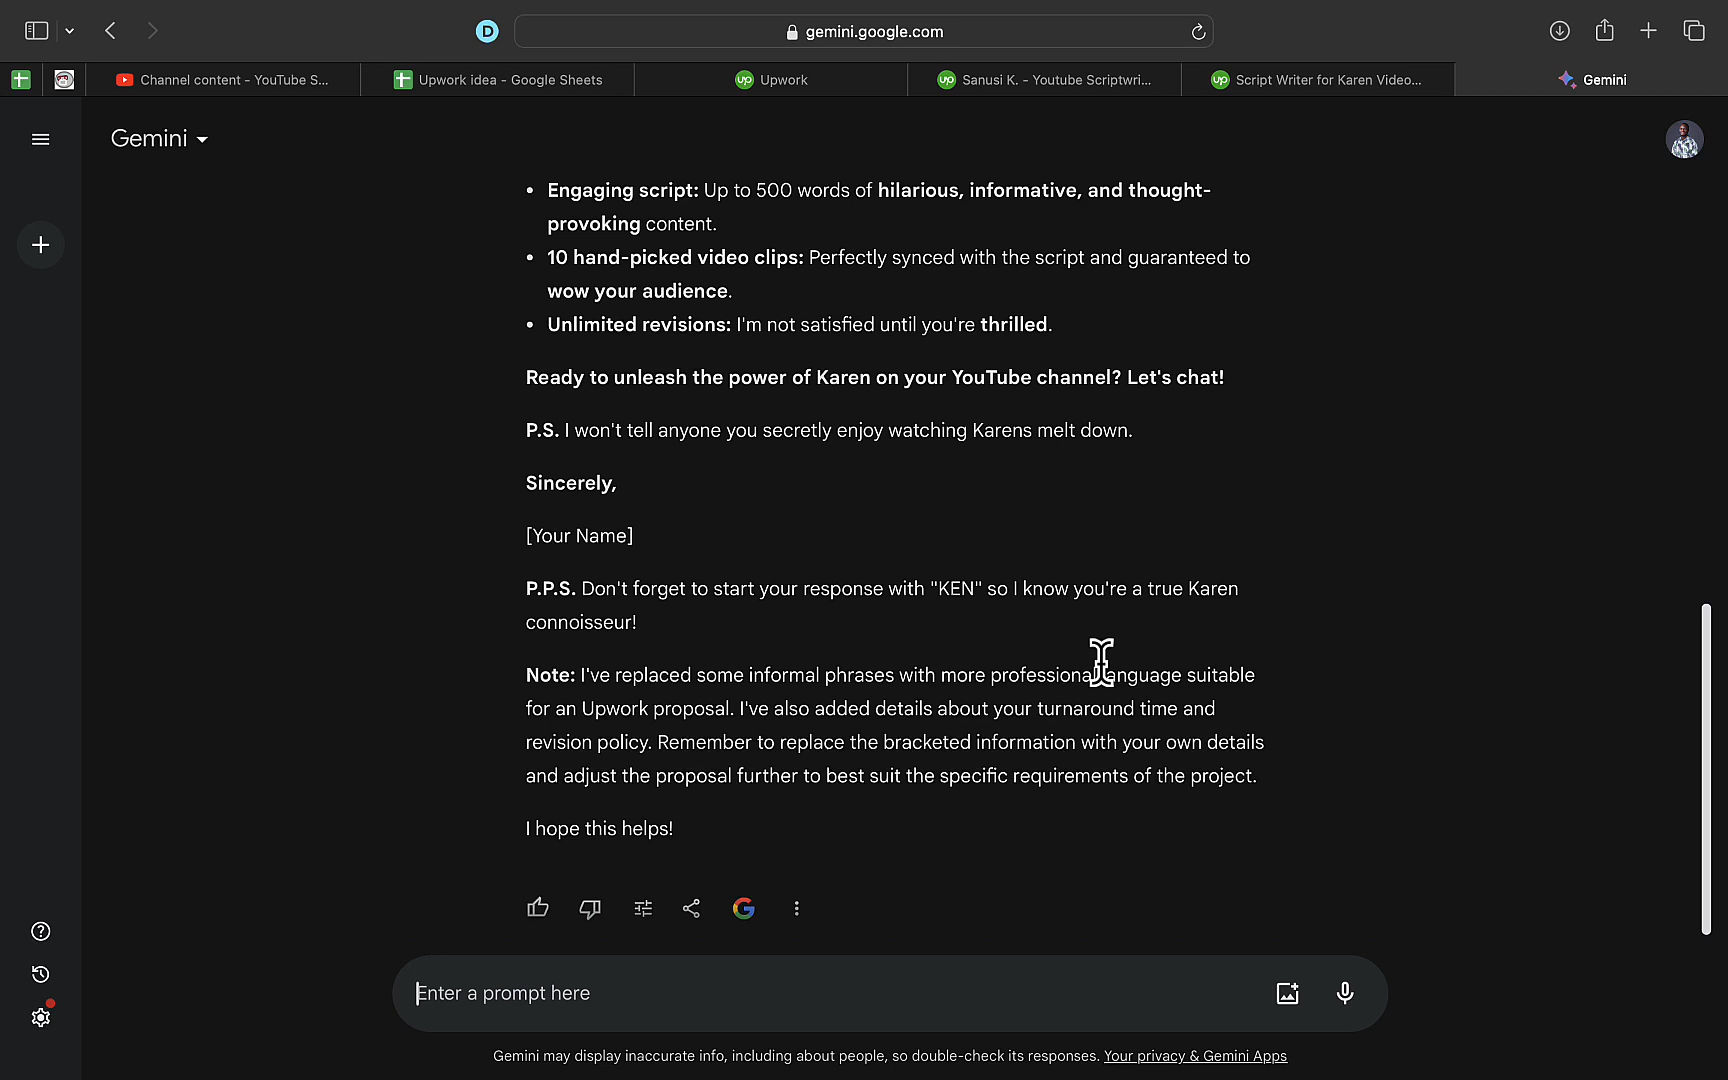 D
gemini.google.com
Channel content - YouTube S...
Upwork idea - Google Sheets
up Upwork
up Sanusi K. - Youtube Scriptwri...
up Script Writer for Karen Video...
Gemini
Gemini
• Engaging script: Up to 500 words of hilarious, informative, and thought-
provoking content.
• 10 hand-picked video clips: Perfectly synced with the script and guaranteed to
wow your audience.
• Unlimited revisions: I'm not satisfied until you're thrilled.
Ready to unleash the power of Karen on your YouTube channel? Let's chat!
P.S. I won't tell anyone you secretly enjoy watching Karens melt down.
Sincerely,
[Your Name]
P.P.S. Don't forget to start your response with "KEN" so I know you're a true Karen
connoisseur!
Note: I've replaced some informal phrases with more professional language suitable
for an Upwork proposal. I've also added details about your turnaround time and
revision policy. Remember to replace the bracketed information with your own details
and adjust the proposal further to best suit the specific requirements of the project.
I hope this helps!
Enter a prompt here
Gemini may display inaccurate info, including about people, so double-check its responses. Your privacy & Gemini Apps